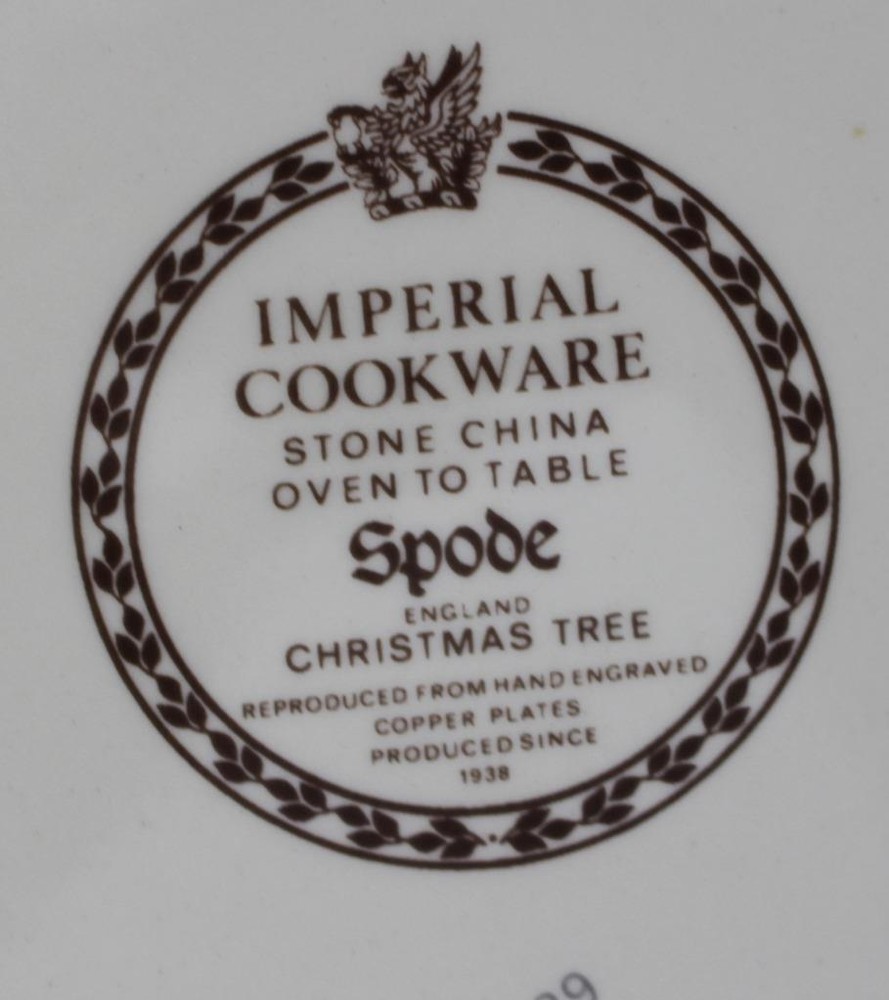 IMPERIAL
COOKWARE
STONE CHINA
OVEN TO TABLE
Spode
ENGLAND
CHRISTMAS TREE
REPRODUCED FROM HAND ENGRAVED
COPPER PLATES
PRODUCED SINCE
1938